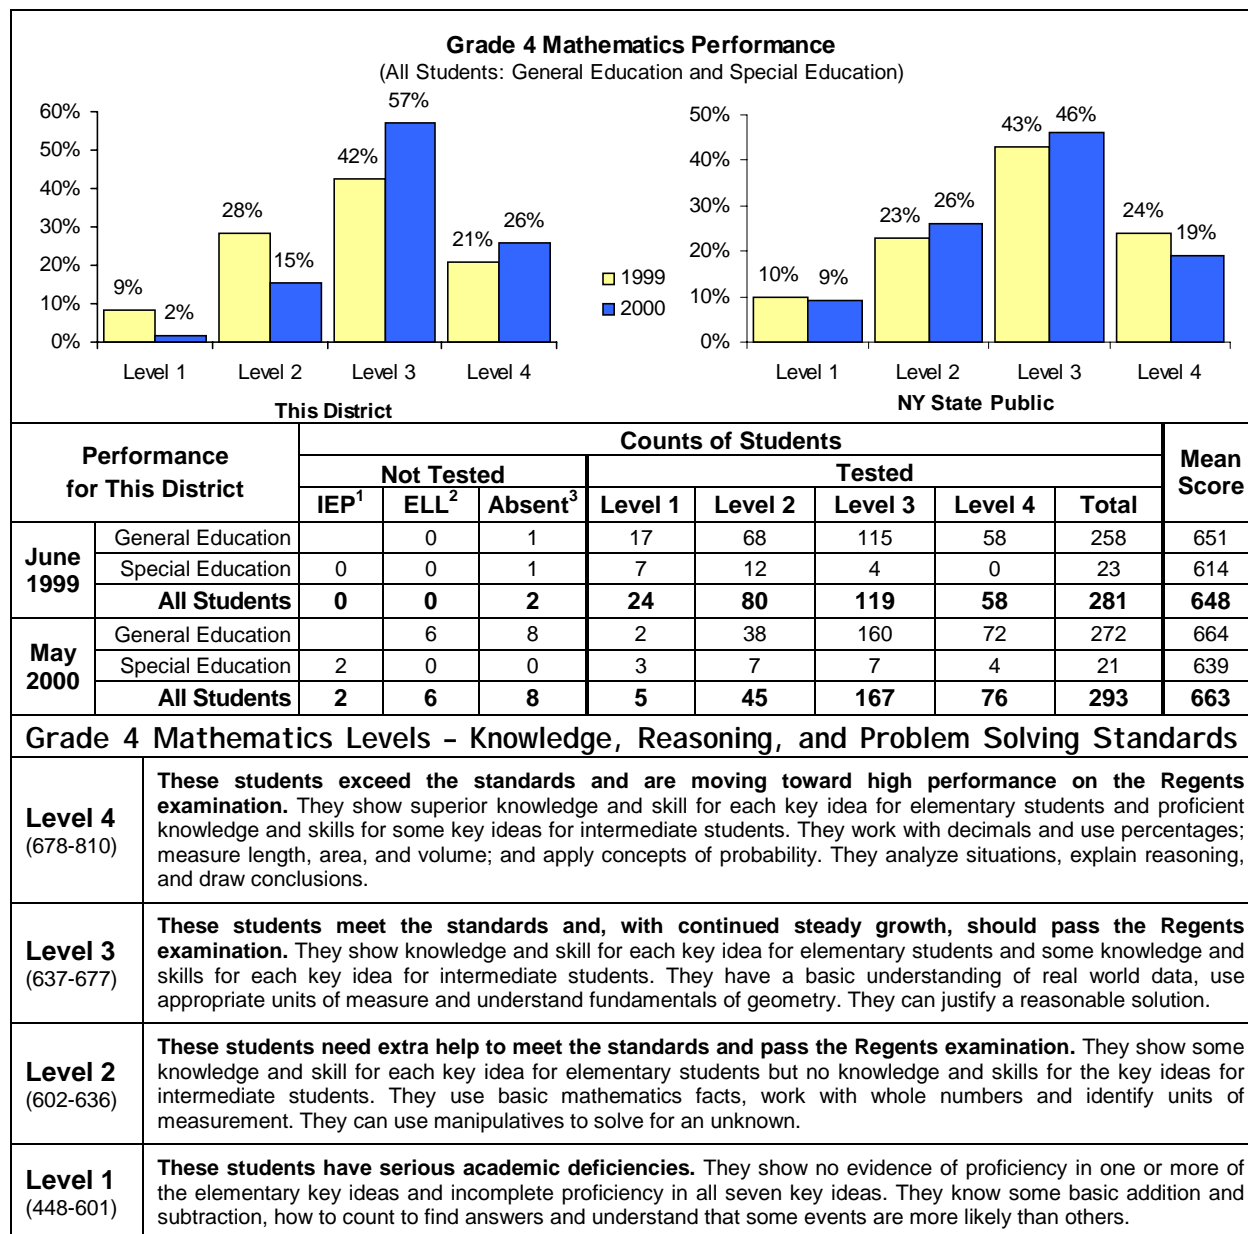 Grade 4 Mathematics Performance
(All Students: General Education and Special Education)
60%
50%
40%
30%
20%
10%
0%
9%
2%
28%
15%
42%
57%
21%
26%
Level 1 Level 2 Level 3 Level 4
This District
1999
2000
50%
40%
30%
20%
10%
0%
10%
9%
23%
26%
43%
46%
24%
19%
Level 1 Level 2 Level 3 Level 4
NY State Public
Performance
for This District
Counts of Students
Mean
Score
Not Tested Tested
IEP1 ELL2 Absent3 Level 1 Level 2 Level 3 Level 4 Total
June
1999
General Education 0 1 17 68 115 58 258 651
Special Education 0 0 1 7 12 4 0 23 614
All Students 0 0 2 24 80 119 58 281 648
May
2000
General Education 6 8 2 38 160 72 272 664
Special Education 2 0 0 3 7 7 4 21 639
All Students 2 6 8 5 45 167 76 293 663
Grade 4 Mathematics Levels – Knowledge, Reasoning, and Problem Solving Standards
Level 4
(678-810)
These students exceed the standards and are moving toward high performance on the Regents
examination. They show superior knowledge and skill for each key idea for elementary students and proficient
knowledge and skills for some key ideas for intermediate students. They work with decimals and use percentages;
measure length, area, and volume; and apply concepts of probability. They analyze situations, explain reasoning,
and draw conclusions.
Level 3
(637-677)
These students meet the standards and, with continued steady growth, should pass the Regents
examination. They show knowledge and skill for each key idea for elementary students and some knowledge and
skills for each key idea for intermediate students. They have a basic understanding of real world data, use
appropriate units of measure and understand fundamentals of geometry. They can justify a reasonable solution.
Level 2
(602-636)
These students need extra help to meet the standards and pass the Regents examination. They show some
knowledge and skill for each key idea for elementary students but no knowledge and skills for the key ideas for
intermediate students. They use basic mathematics facts, work with whole numbers and identify units of
measurement. They can use manipulatives to solve for an unknown.
Level 1
(448-601)
These students have serious academic deficiencies. They show no evidence of proficiency in one or more of
the elementary key ideas and incomplete proficiency in all seven key ideas. They know some basic addition and
subtraction, how to count to find answers and understand that some events are more likely than others.